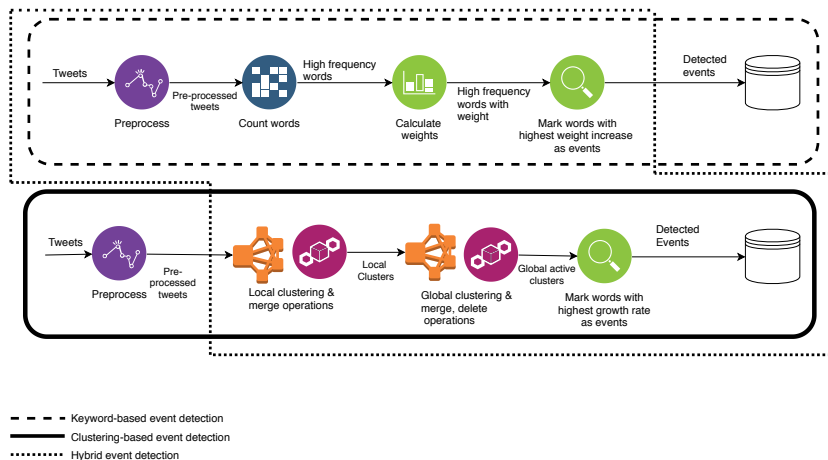 Tweets
Preprocess
Pre-processed
tweets
Count words
High frequency
words
Calculate
weights
High frequency
words with
weight
Mark words with
highest weight increase
as events
Detected
events
Tweets
Preprocess
Pre-
processed
tweets
Local clustering &
merge operations
Local
Clusters
Global clustering &
merge, delete
operations
Global active
clusters
Mark words with
highest growth rate
as events
Detected
Events
Keyword-based event detection
Clustering-based event detection
Hybrid event detection